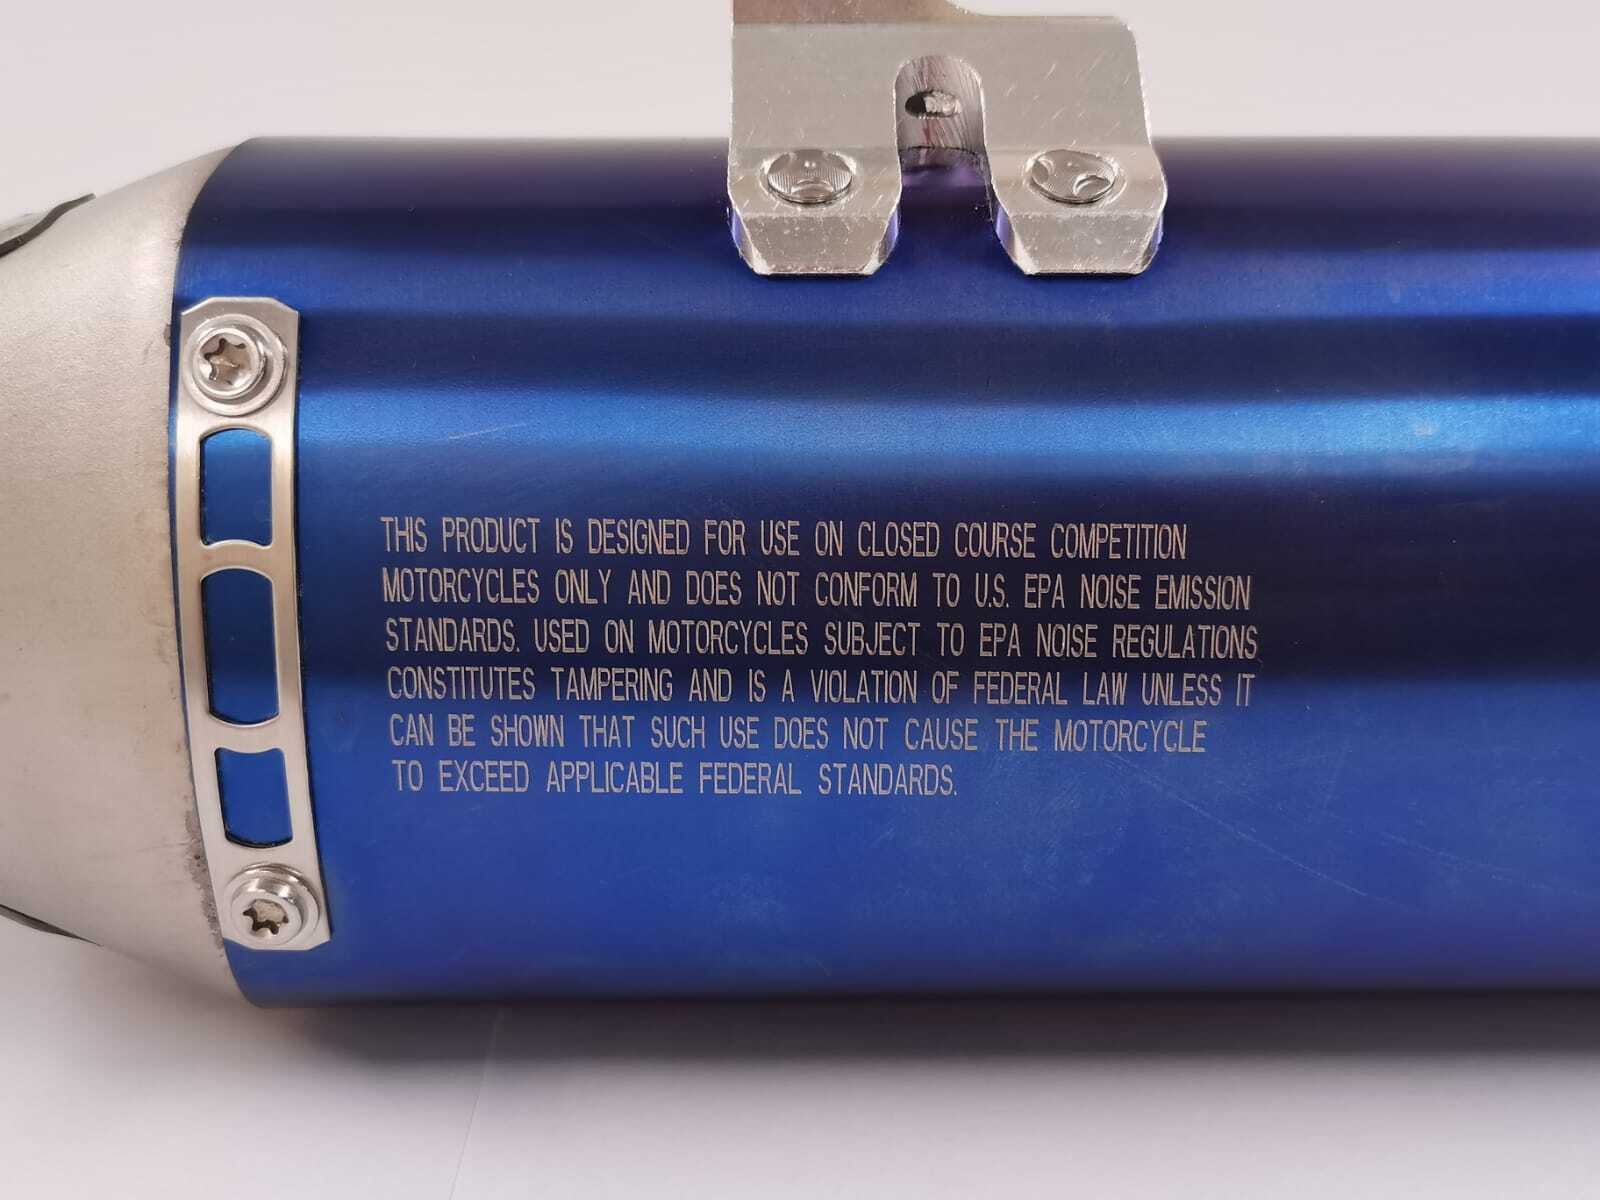 THIS PRODUCT IS DESIGNED FOR USE ON CLOSED COURSE COMPETITION
MOTORCYCLES ONLY AND DOES NOT CONFORM TO U.S. EPA NOISE EMISSION
STANDARDS. USED ON MOTORCYCLES SUBJECT TO EPA NOISE REGULATIONS
CONSTITUTES TAMPERING AND IS A VIOLATION OF FEDERAL LAW UNLESS IT
CAN BE SHOWN THAT SUCH USE DOES NOT CAUSE THE MOTORCYCLE
TO EXCEED APPLICABLE FEDERAL STANDARDS.